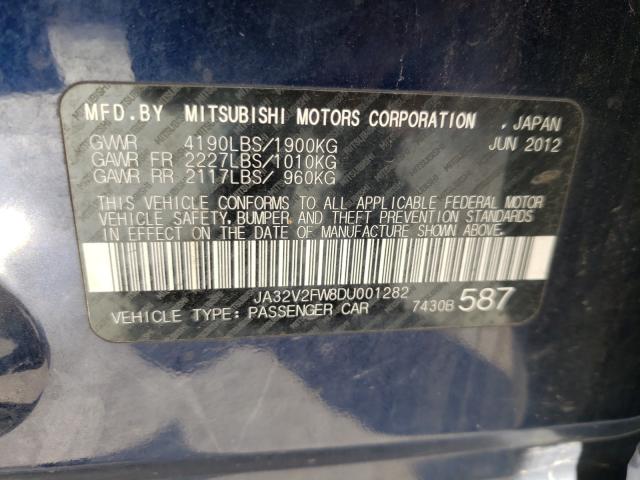 MFD.BY MITSUBISHI MOTORS CORPORATION, JAPAN
GVWR 4190LBS/1900KG JUN 2012
GAWR FR 2227LBS/1010KG
GAWR RR 2117LBS/ 960KG
THIS VEHICLE CONFORMS TO ALL APPLICABLE FEDERAL MOTOR
VEHICLE SAFETY, BUMPER, AND THEFT PREVENTION STANDARDS
IN EFFECT ON THE DATE OF MANUFACTURE SHOWN ABOVE.
JA32V2FW8DU001282
VEHICLE TYPE: PASSENGER CAR 7430B 587